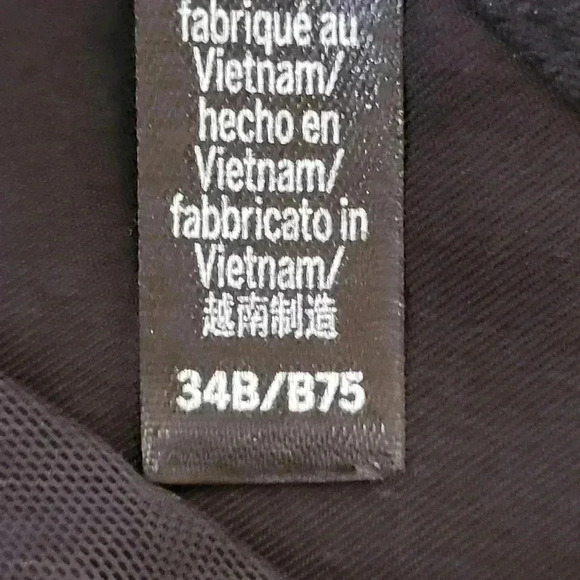 fabriqué au
Vietnam/
hecho en
Vietnam/
fabbricato in
Vietnam/
越南制造
34B/B75